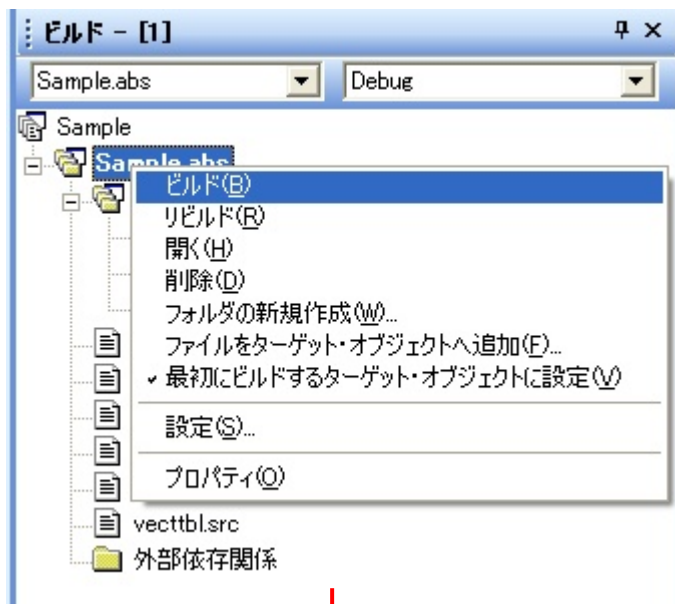 ビルド - [1]
Sample.abs
Debug
Sample
Sample.abs
ビルド(B)
リビルド(R)
開く(H)
削除(D)
フォルダの新規作成(W)...
ファイルをターゲット・オブジェクトへ追加(F)...
最初にビルドするターゲット・オブジェクトに設定(V)
設定(S)...
プロパティ(O)
vecttbl.src
外部依存関係